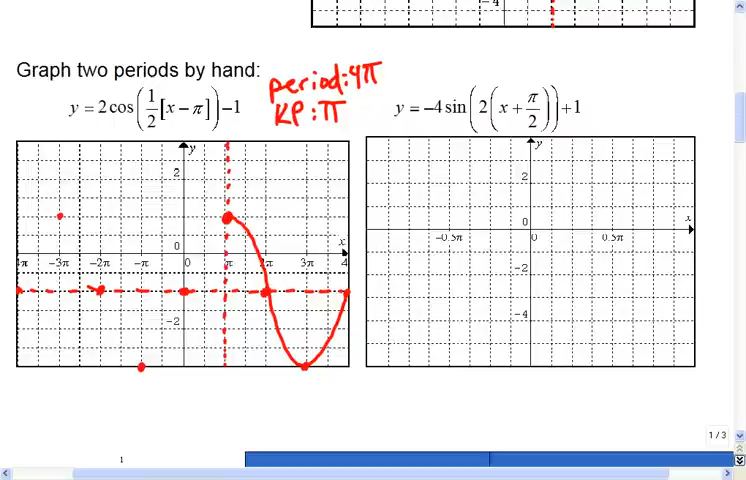 -4
Graph two periods by hand:
period: 4π
KP: π
y = 2cos(1/2[x − π]) − 1
y = −4sin(2(x + π/2)) + 1
y
2
0
x
−3π
−2π
−π
0
π
2π
3π
4
−2
y
2
0
x
−0.5π
0
0.5π
−2
−4
1 / 3
1